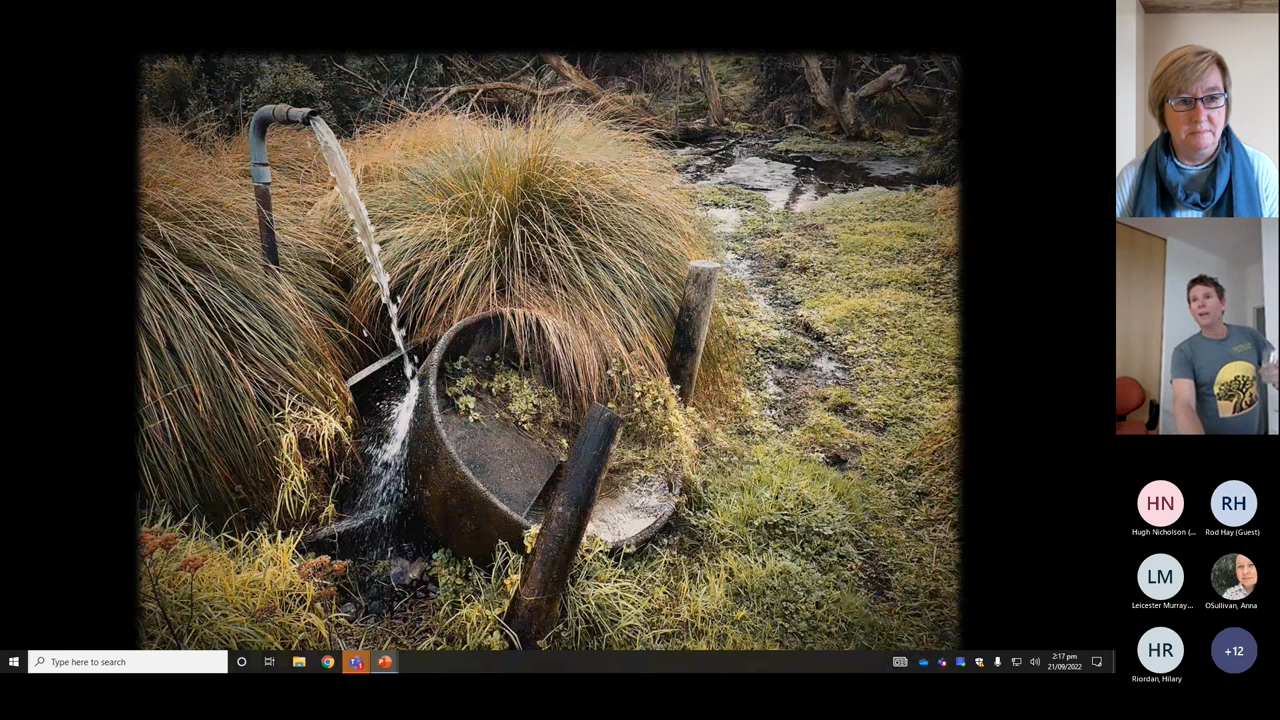 HN
RH
Hugh Nicholson (...
Rod Hay (Guest)
LM
Leicester Murray...
OSullivan, Anna
HR
+12
Riordan, Hilary
Type here to search
2:17 pm
21/09/2022